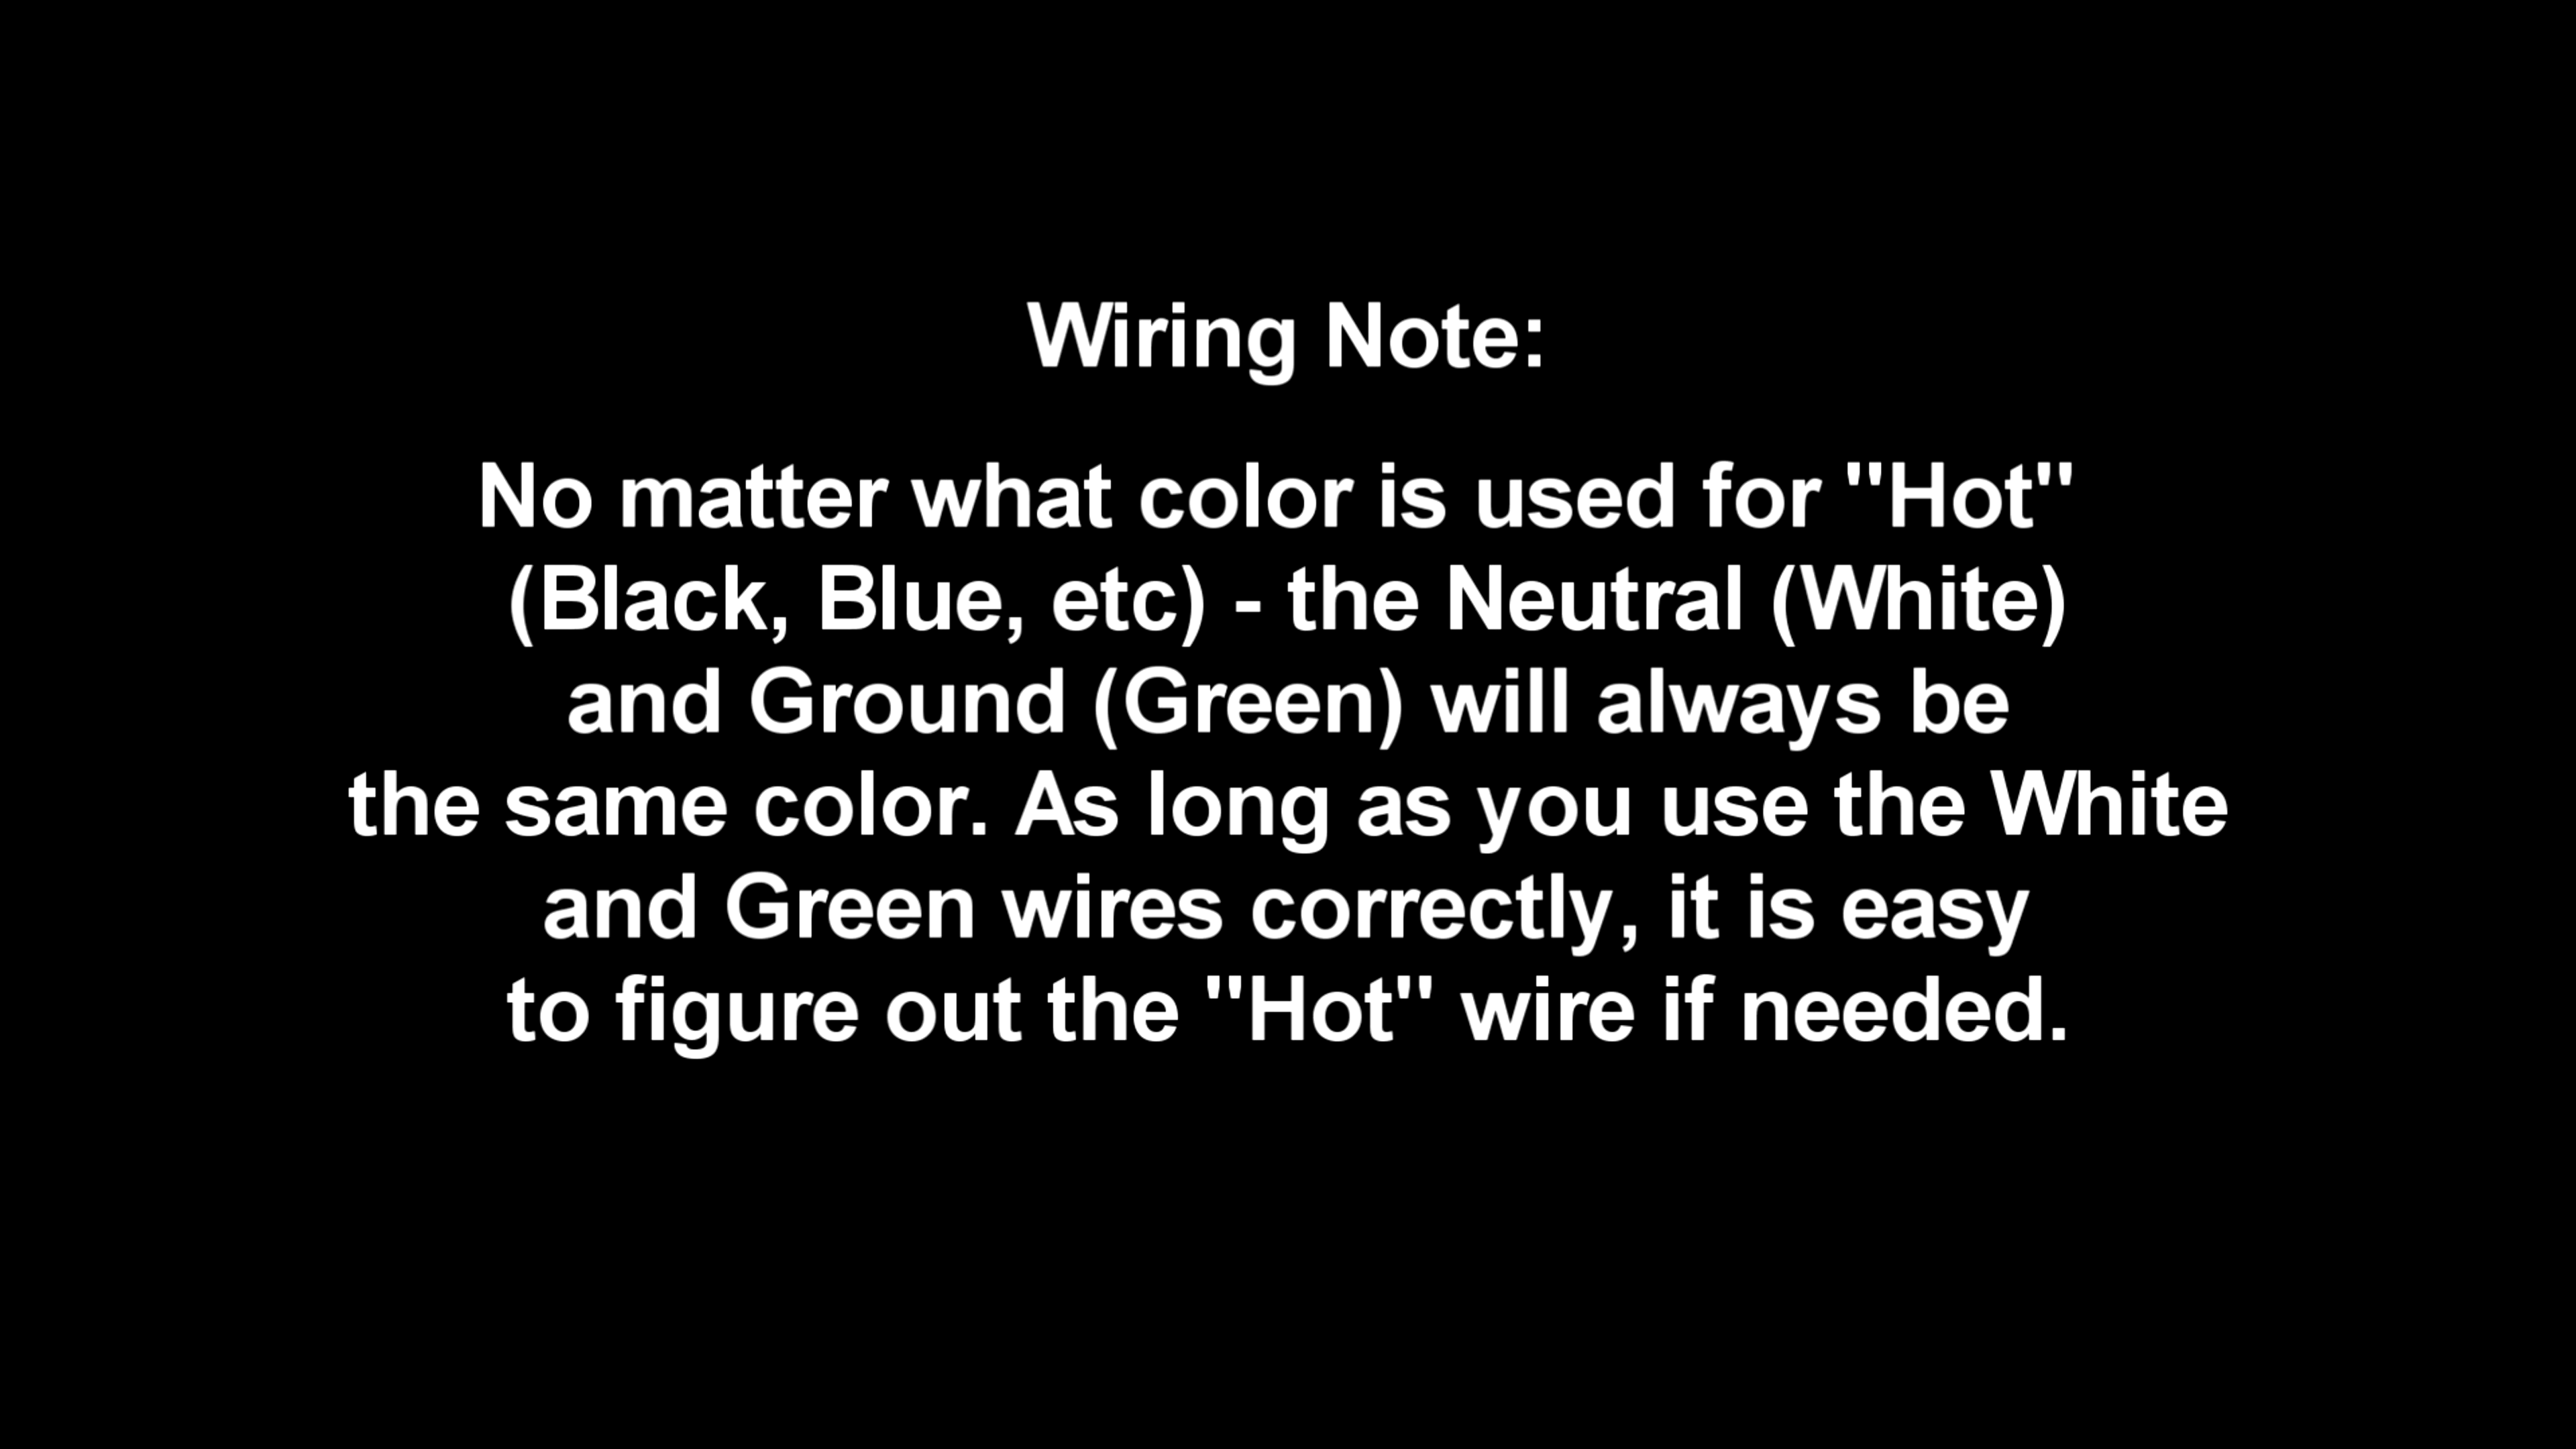 Wiring Note:
No matter what color is used for "Hot"
(Black, Blue, etc) - the Neutral (White)
and Ground (Green) will always be
the same color. As long as you use the White
and Green wires correctly, it is easy
to figure out the "Hot" wire if needed.